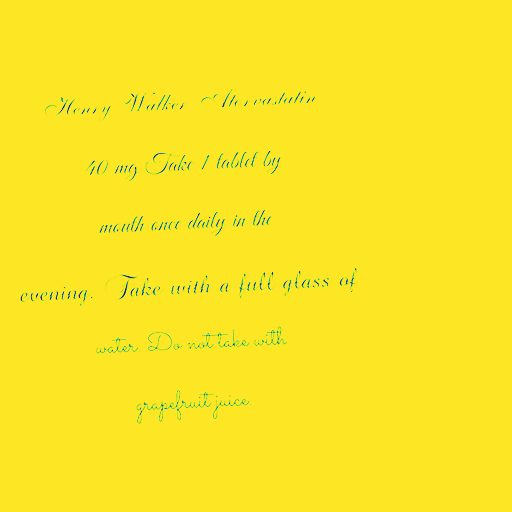 Henry Walker Atorvastatin
40 mg Take 1 tablet by
mouth once daily in the
evening. Take with a full glass of
water. Do not take with
grapefruit juice.